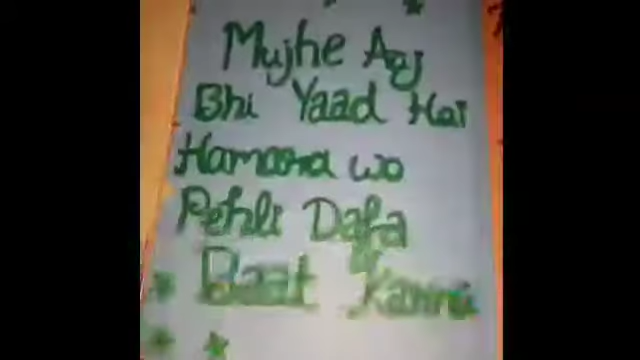 Mujhe Aaj
Bhi Yaad Hai
Hamara wo
Pehli Dafa
Baat Karna